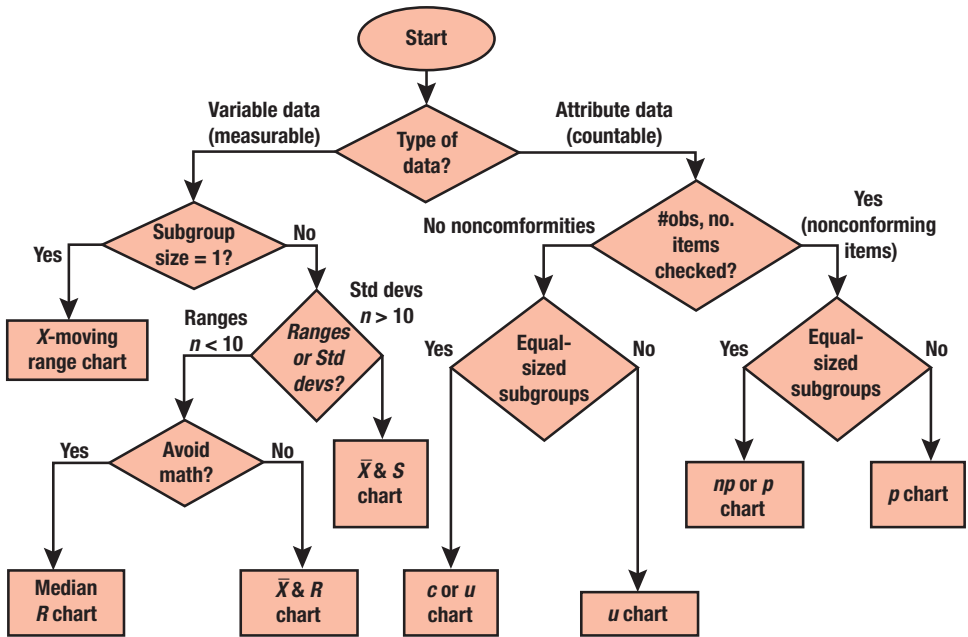 Start
Variable data
(measurable)
Type of
data?
Attribute data
(countable)
Yes
Subgroup
size = 1?
No
No noncomformities
#obs, no.
items
checked?
Yes
(nonconforming
items)
X-moving
range chart
Ranges
n < 10
Ranges
or Std
devs?
Std devs
n > 10
Yes
Equal-
sized
subgroups
No
Yes
Equal-
sized
subgroups
No
Yes
Avoid
math?
No
X̅ & S
chart
np or p
chart
p chart
Median
R chart
X̅ & R
chart
c or u
chart
u chart